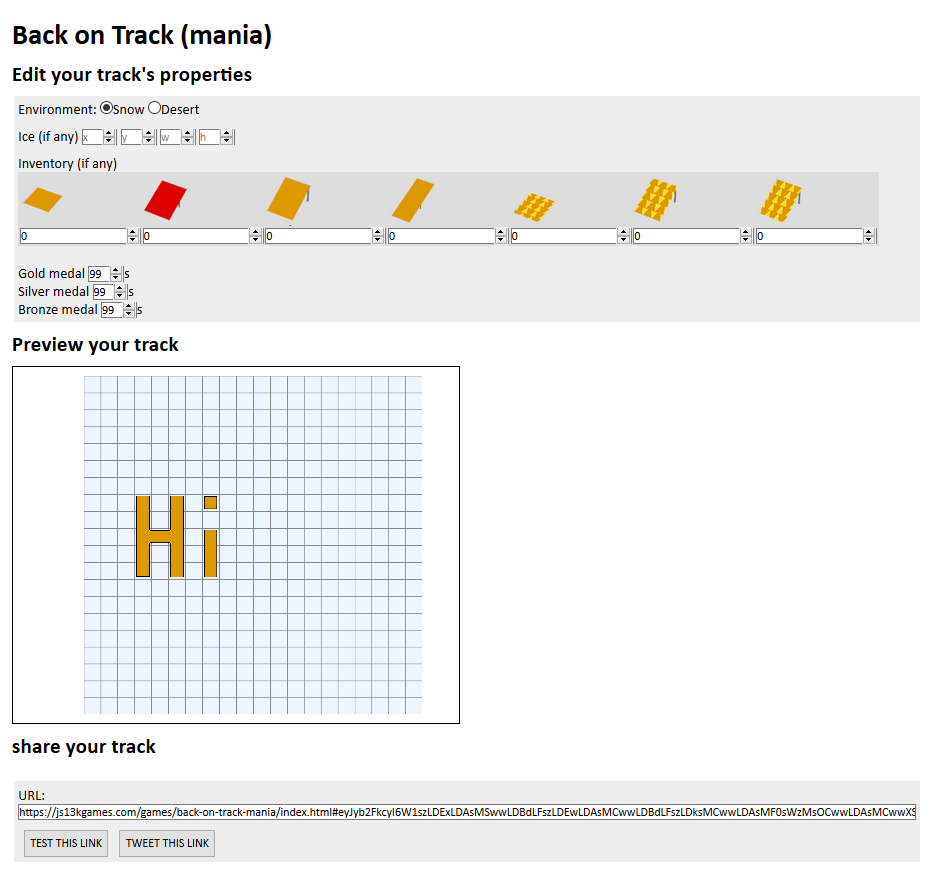 Back on Track (mania)
Edit your track's properties
Environment: Snow Desert
Ice (if any) x y w h
Inventory (if any)
0 0 0 0 0 0 0
Gold medal 99 s
Silver medal 99 s
Bronze medal 99 s
Preview your track
Hi
share your track
URL:
https://js13kgames.com/games/back-on-track-mania/index.html#eyJyb2FkcyI6W1szLDExLDAsMSwwLDBdLFszLDEwLDAsMCwwLDBdLFszLDksMCwwLDAsMF0sWzMsOCwwLDAsMCwwXS
TEST THIS LINK TWEET THIS LINK